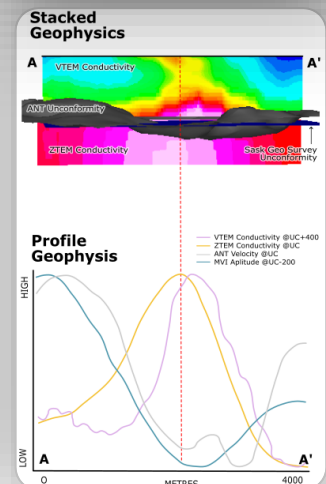 Stacked
Geophysics
A
A'
VTEM Conductivity
ANT Unconformity
ZTEM Conductivity
Sask Geo Survey
Unconformity
Profile
Geophysis
VTEM Conductivity @UC+400
ZTEM Conductivity @UC
ANT Velocity @UC
MVI Aplitude @UC-200
HIGH
LOW
A
A'
0
METRES
4000